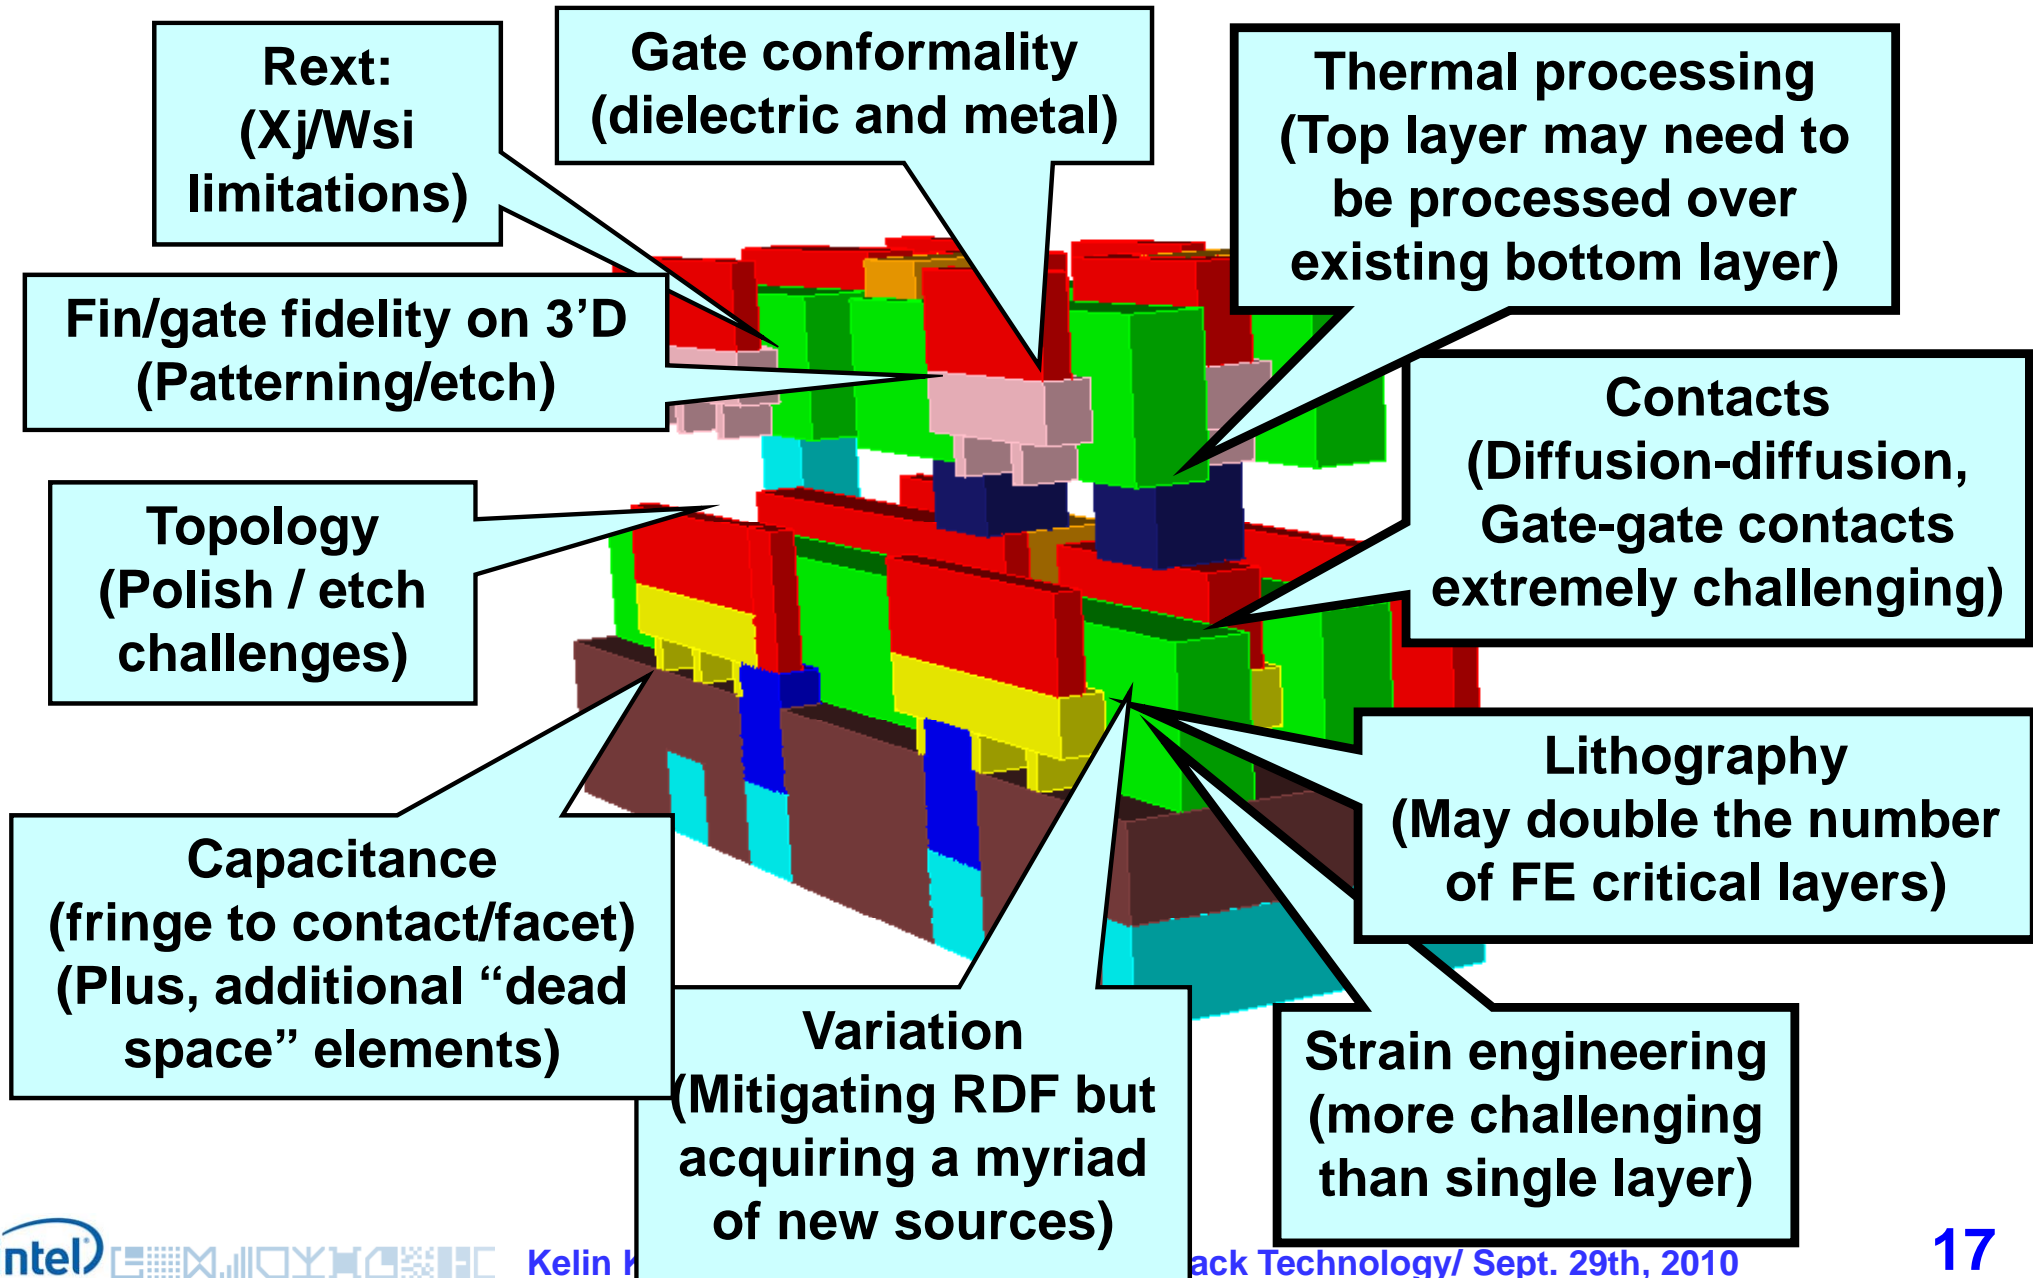 Rext:
(Xj/Wsi
limitations)
Gate conformality
(dielectric and metal)
Thermal processing
(Top layer may need to
be processed over
existing bottom layer)
Fin/gate fidelity on 3’D
(Patterning/etch)
Contacts
(Diffusion-diffusion,
Gate-gate contacts
extremely challenging)
Topology
(Polish / etch
challenges)
Lithography
(May double the number
of FE critical layers)
Capacitance
(fringe to contact/facet)
(Plus, additional “dead
space” elements)
Variation
(Mitigating RDF but
acquiring a myriad
of new sources)
Strain engineering
(more challenging
than single layer)
ntel
Kelin Technology/ Sept. 29th, 2010
17